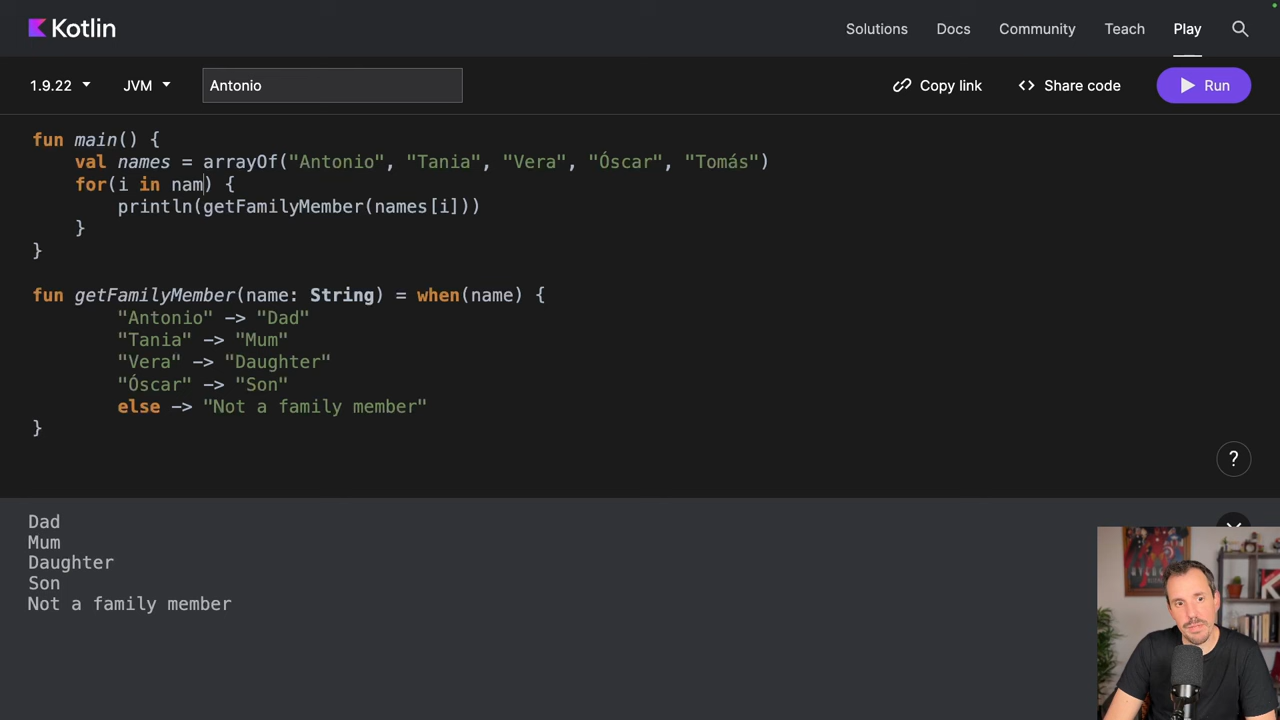 Kotlin
Solutions Docs Community Teach Play
1.9.22 JVM Antonio Copy link <> Share code Run
fun main() {
    val names = arrayOf("Antonio", "Tania", "Vera", "Óscar", "Tomás")
    for(i in nam) {
        println(getFamilyMember(names[i]))
    }
}
fun getFamilyMember(name: String) = when(name) {
        "Antonio" -> "Dad"
        "Tania" -> "Mum"
        "Vera" -> "Daughter"
        "Óscar" -> "Son"
        else -> "Not a family member"
}
?
Dad
Mum
Daughter
Son
Not a family member